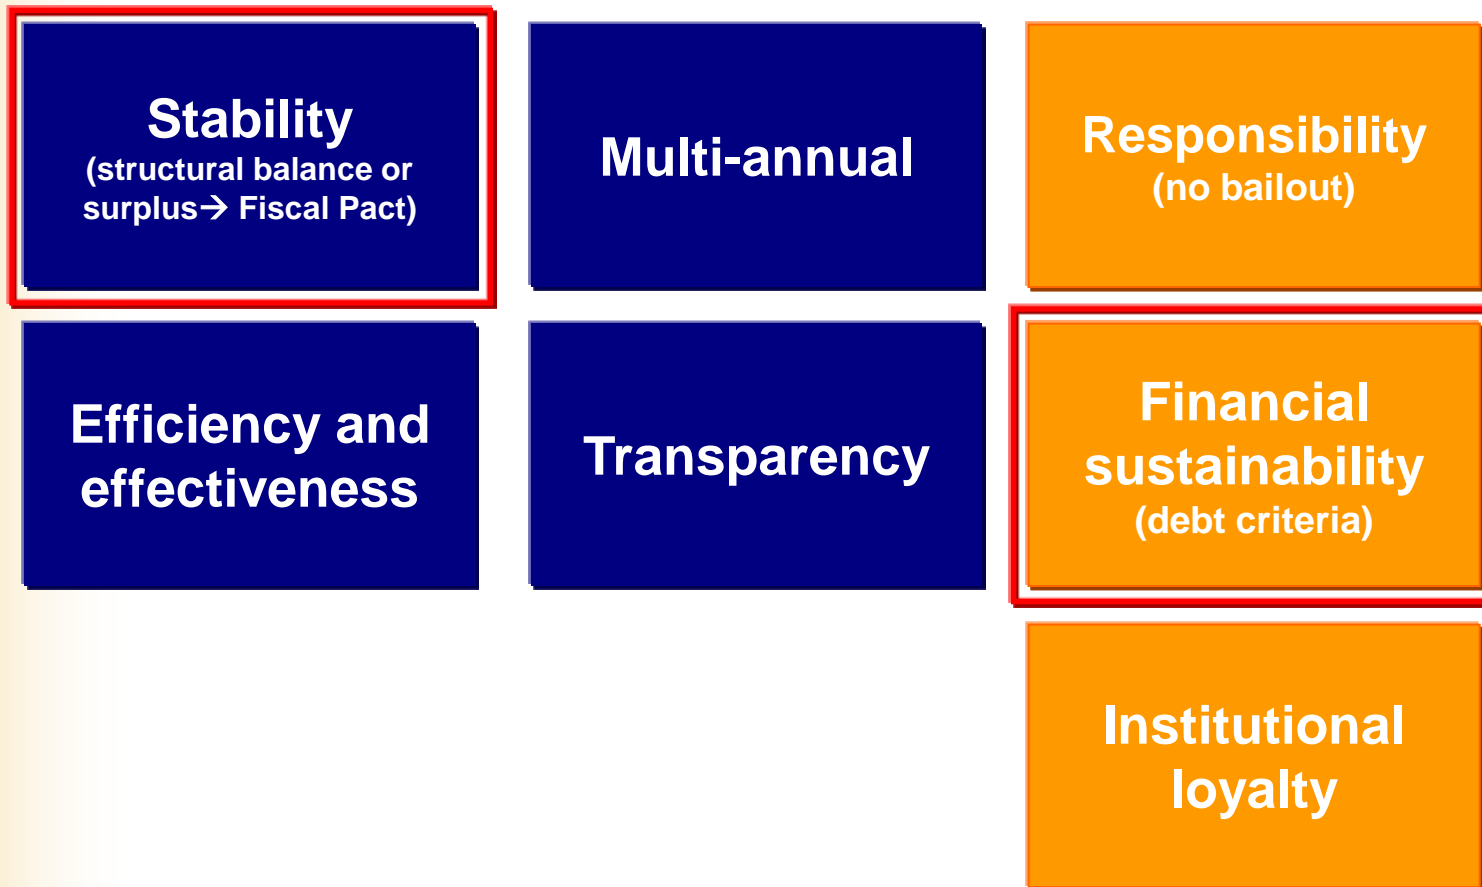 Stability
(structural balance or
surplus→ Fiscal Pact)
Multi-annual
Responsibility
(no bailout)
Efficiency and
effectiveness
Transparency
Financial
sustainability
(debt criteria)
Institutional
loyalty